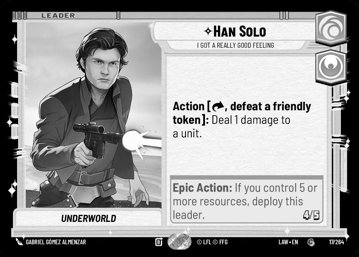 LEADER
✧HAN SOLO
I GOT A REALLY GOOD FEELING
Action [↷, defeat a friendly
token]: Deal 1 damage to
a unit.
Epic Action: If you control 5 or
more resources, deploy this
leader.
4/5
UNDERWORLD
GABRIEL GÓMEZ ALMENZAR
© LFL © FFG
LAW • EN
17/264